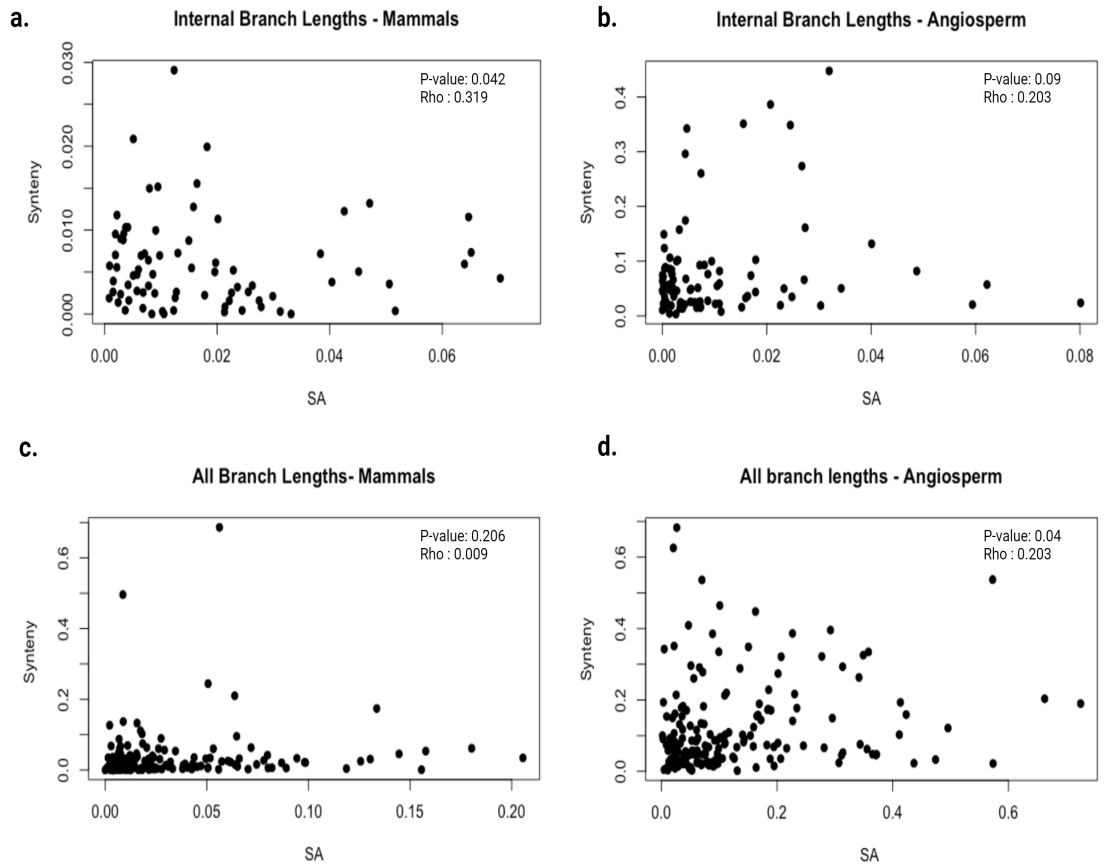 a.
Internal Branch Lengths - Mammals
P-value: 0.042
Rho : 0.319
Synteny
0.000
0.010
0.020
0.030
0.00
0.02
0.04
0.06
SA
b.
Internal Branch Lengths - Angiosperm
P-value: 0.09
Rho : 0.203
Synteny
0.0
0.1
0.2
0.3
0.4
0.00
0.02
0.04
0.06
0.08
SA
c.
All Branch Lengths- Mammals
P-value: 0.206
Rho : 0.009
Synteny
0.0
0.2
0.4
0.6
0.00
0.05
0.10
0.15
0.20
SA
d.
All branch lengths - Angiosperm
P-value: 0.04
Rho : 0.203
Synteny
0.0
0.2
0.4
0.6
0.0
0.2
0.4
0.6
SA